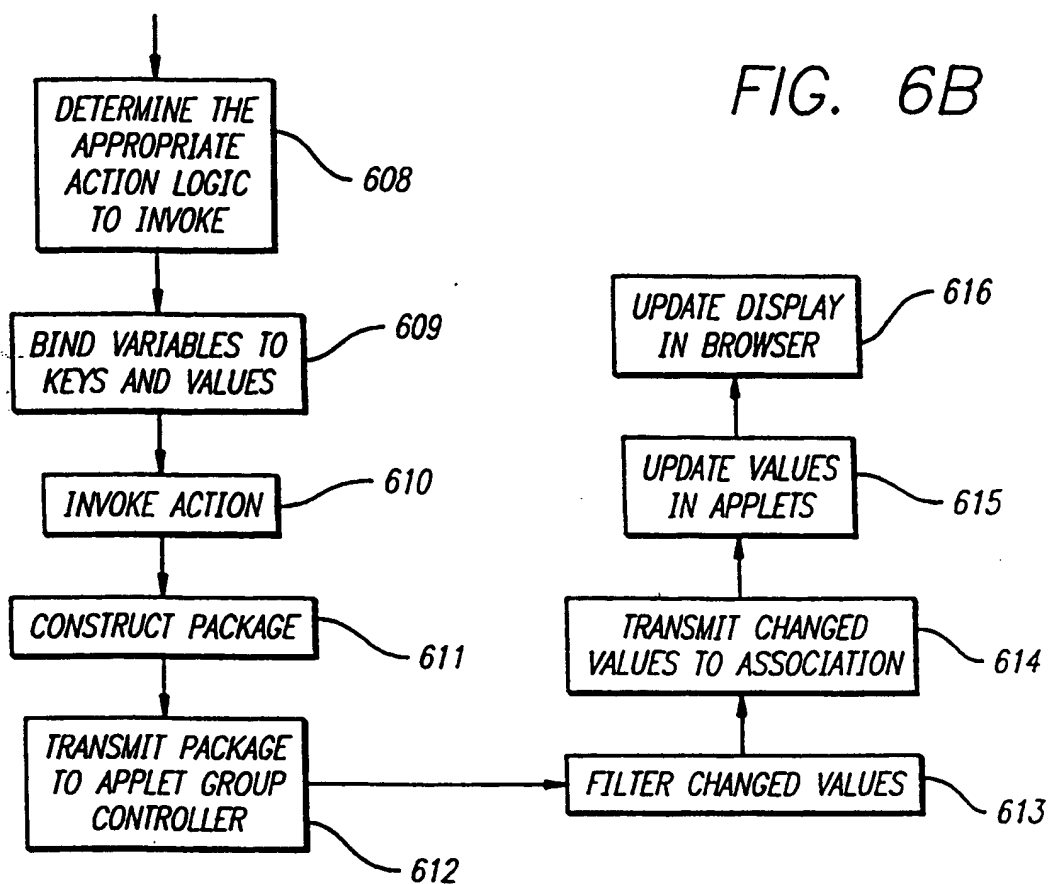 FIG. 6B
DETERMINE THE
APPROPRIATE
ACTION LOGIC
TO INVOKE
608
BIND VARIABLES TO
KEYS AND VALUES
609
INVOKE ACTION
610
CONSTRUCT PACKAGE
611
TRANSMIT PACKAGE
TO APPLET GROUP
CONTROLLER
612
FILTER CHANGED VALUES
613
TRANSMIT CHANGED
VALUES TO ASSOCIATION
614
UPDATE VALUES
IN APPLETS
615
UPDATE DISPLAY
IN BROWSER
616